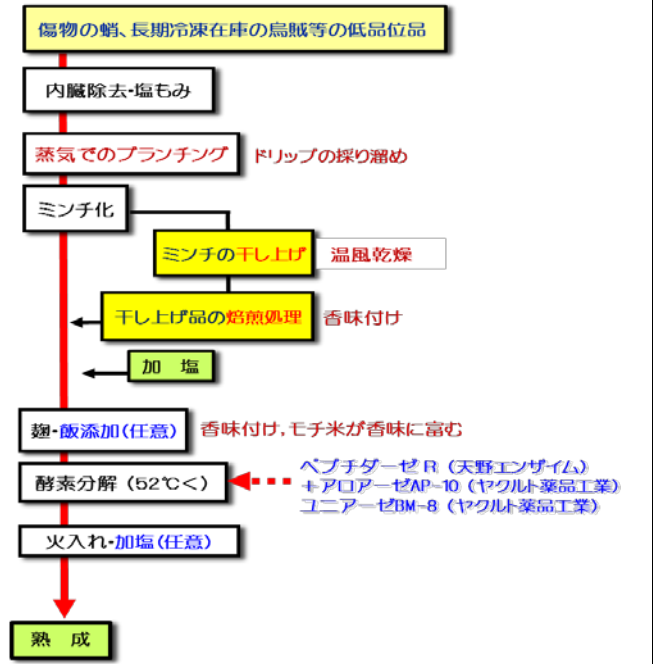 傷物の蛸、長期冷凍在庫の烏賊等の低品位品
内臓除去・塩もみ
蒸気でのブランチング
ドリップの採り溜め
ミンチ化
ミンチの干し上げ
温風乾燥
干し上げ品の焙煎処理
香味付け
加 塩
麹・飯添加(任意)
香味付け,モチ米が香味に富む
酵素分解(52℃<)
ペプチダーゼR(天野エンザイム)
+アロアーゼAP-10(ヤクルト薬品工業)
ユニアーゼBM-8(ヤクルト薬品工業)
火入れ・加塩(任意)
熟 成